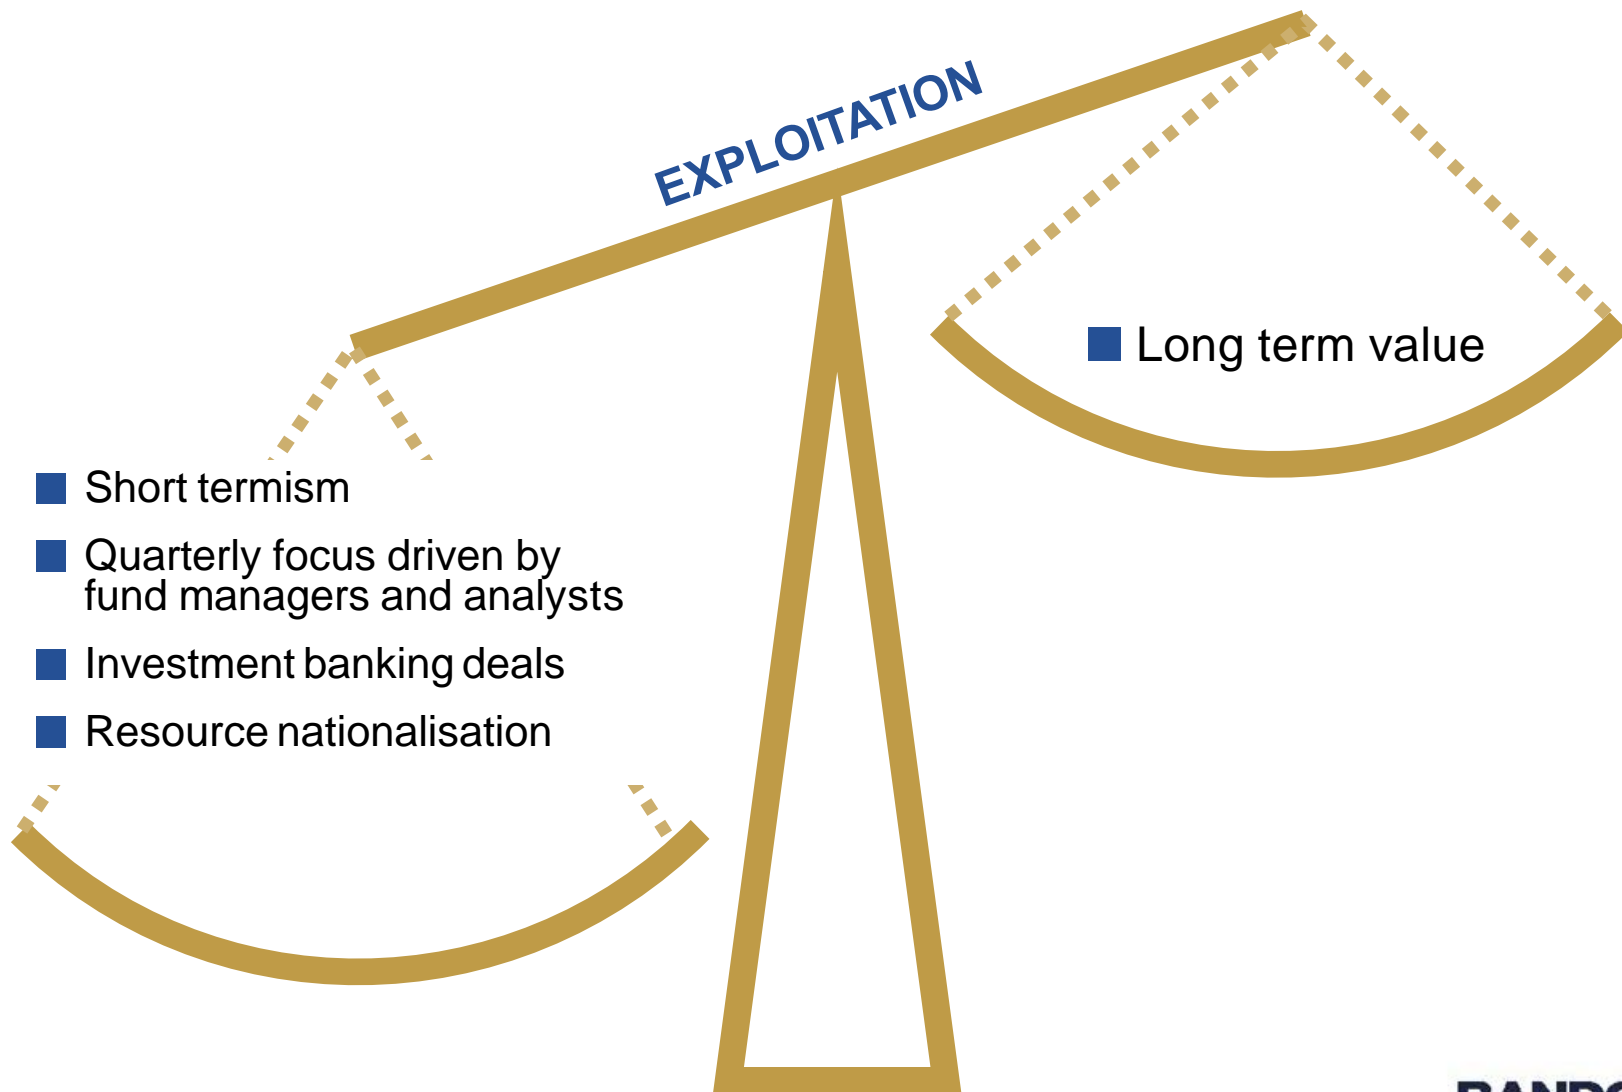 EXPLOITATION
Long term value
Short termism
Quarterly focus driven by
fund managers and analysts
Investment banking deals
Resource nationalisation